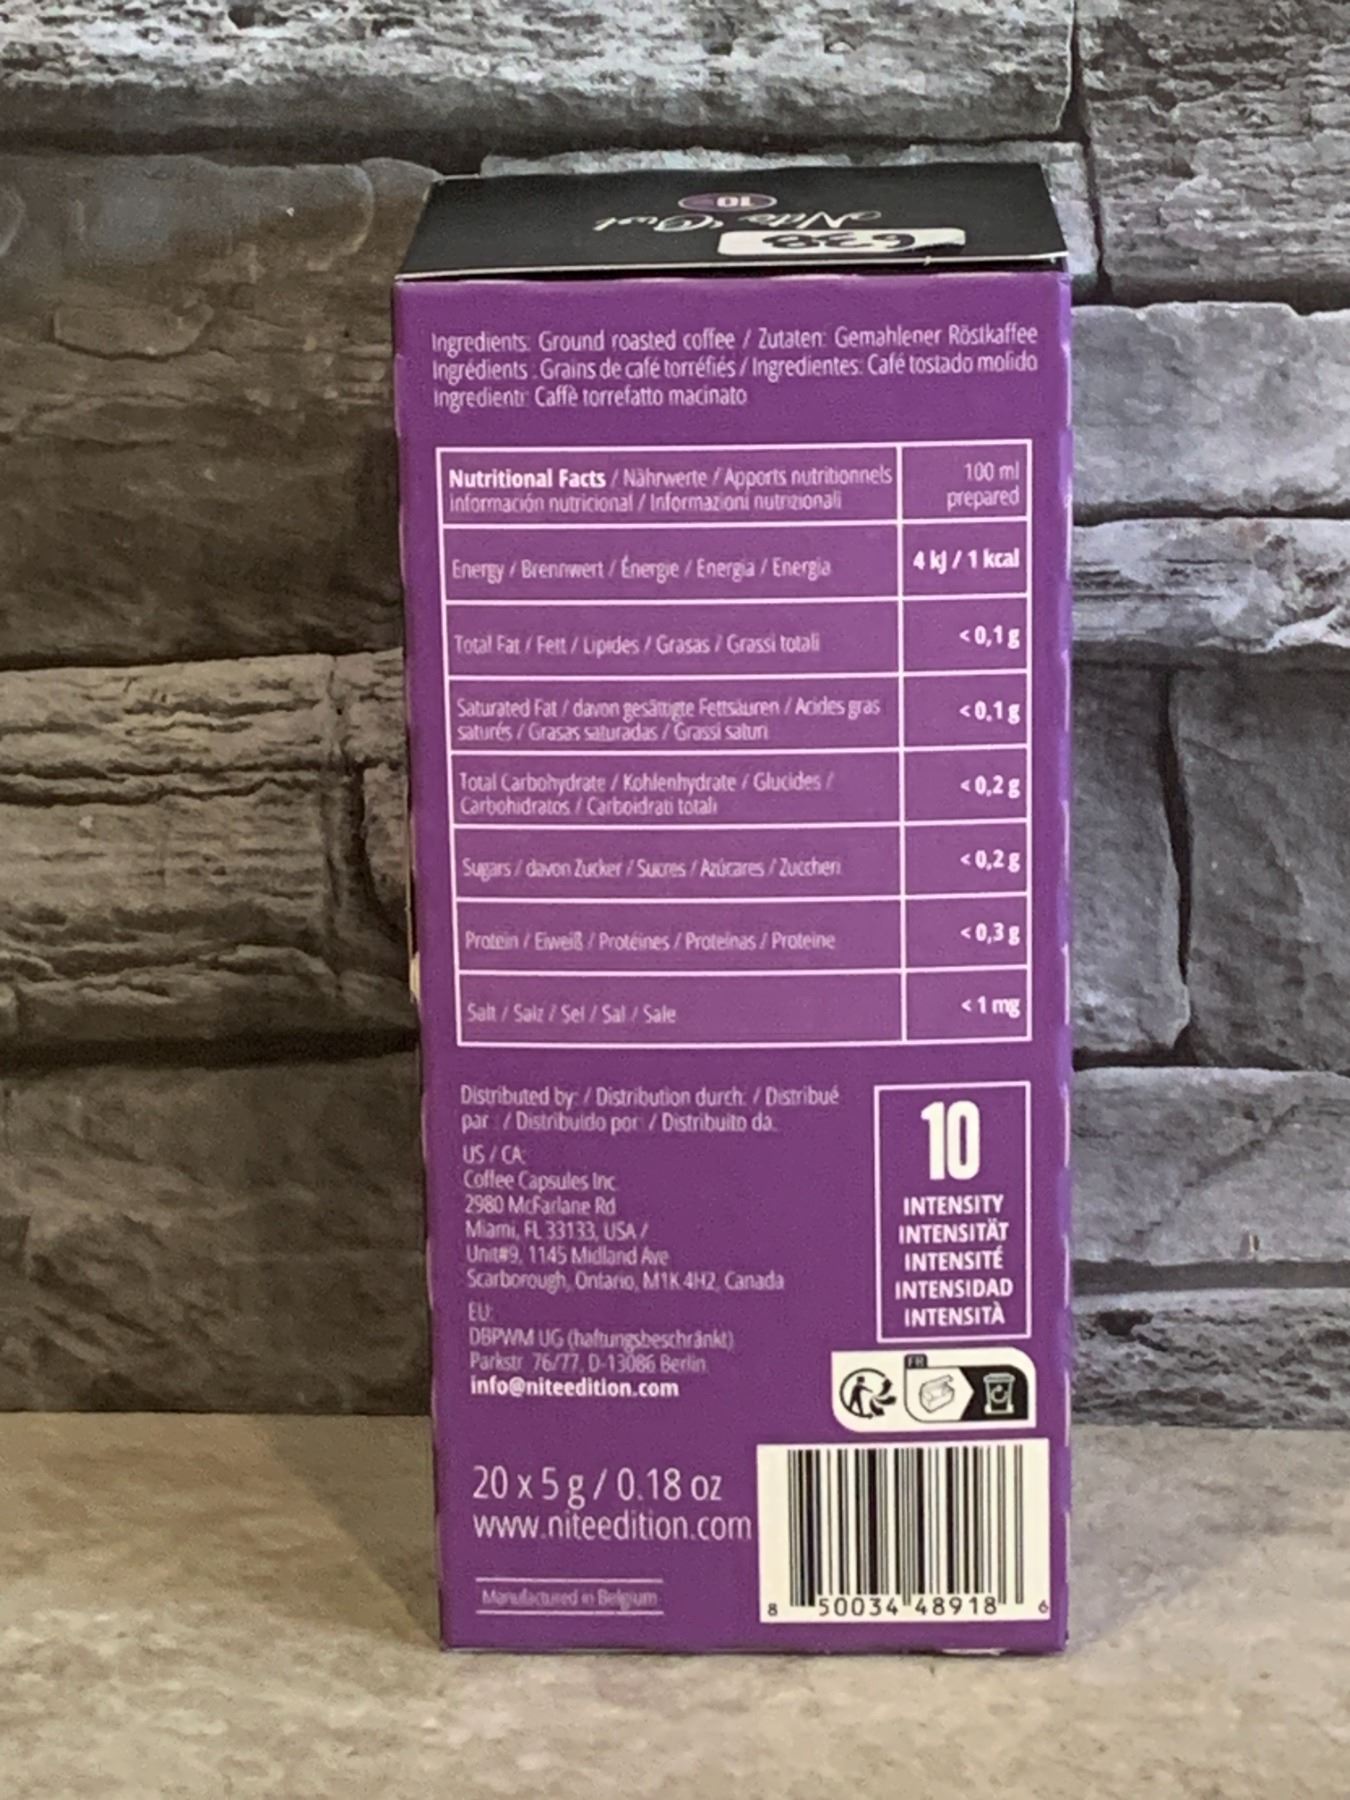 10
638
Ingredients: Ground roasted coffee / Zutaten: Gemahlener Röstkaffee
Ingrédients : Grains de café torréfiés / Ingredientes: Café tostado molido
Ingredienti: Caffè torrefatto macinato
Nutritional Facts / Nährwerte / Apports nutritionnels
Información nutricional / Informazioni nutrizionali
100 ml
prepared
Energy / Brennwert / Énergie / Energia / Energia
4 kJ / 1 kcal
Total Fat / Fett / Lipides / Grasas / Grassi totali
< 0,1 g
Saturated Fat / davon gesättigte Fettsäuren / Acides gras
saturés / Grasas saturadas / Grassi saturi
< 0,1 g
Total Carbohydrate / Kohlenhydrate / Glucides /
Carbohidratos / Carboidrati totali
< 0,2 g
Sugars / davon Zucker / Sucres / Azúcares / Zuccheri
< 0,2 g
Protein / Eiweiß / Protéines / Proteínas / Proteine
< 0,3 g
Salt / Salz / Sel / Sal / Sale
< 1 mg
Distributed by: / Distribution durch: / Distribué
par : / Distribuido por: / Distribuito da:
US / CA:
Coffee Capsules Inc
2980 McFarlane Rd
Miami, FL 33133, USA /
Unit#9, 1145 Midland Ave
Scarborough, Ontario, M1K 4H2, Canada
EU:
DBPWM UG (haftungsbeschränkt)
Parkstr. 76/77, D-13086 Berlin
info@niteedition.com
10
INTENSITY
INTENSITÄT
INTENSITÉ
INTENSIDAD
INTENSITÀ
FR
20 x 5 g / 0.18 oz
www.niteedition.com
Manufactured in Belgium
8 50034 48918 6